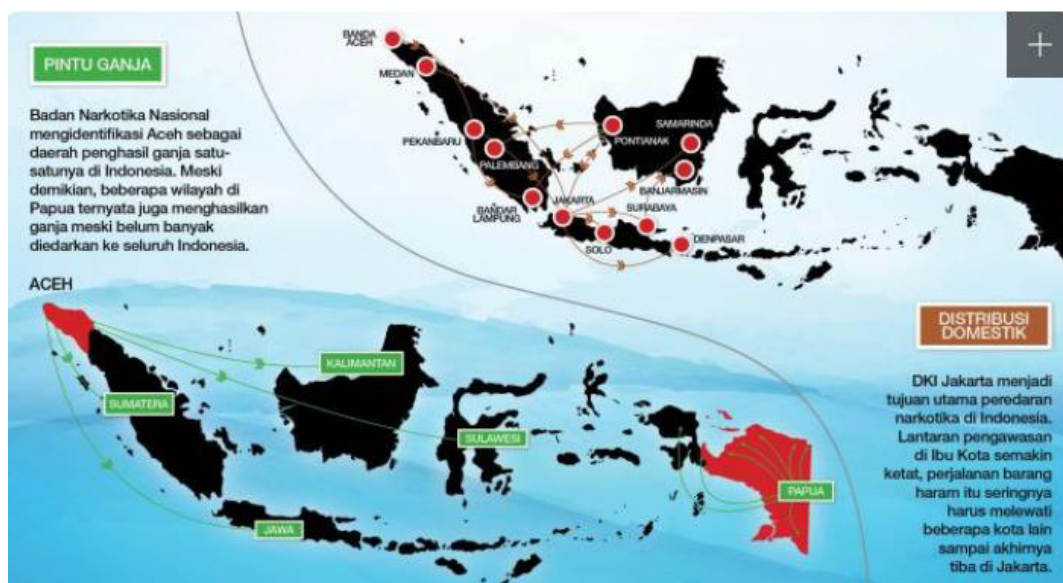 PINTU GANJA
Badan Narkotika Nasional
mengidentifikasi Aceh sebagai
daerah penghasil ganja satu-
satunya di Indonesia. Meski
demikian, beberapa wilayah di
Papua ternyata juga menghasilkan
ganja meski belum banyak
diedarkan ke seluruh Indonesia.
BANDA
ACEH
MEDAN
PEKANBARU
PALEMBANG
BANDAR
LAMPUNG
JAKARTA
SOLO
SURABAYA
DENPASAR
PONTIANAK
SAMARINDA
BANJARMASIN
ACEH
SUMATERA
KALIMANTAN
SULAWESI
JAWA
PAPUA
DISTRIBUSI
DOMESTIK
DKI Jakarta menjadi
tujuan utama peredaran
narkotika di Indonesia.
Lantaran pengawasan
di Ibu Kota semakin
ketat, perjalanan barang
haram itu seringnya
harus melewati
beberapa kota lain
sampai akhirnya
tiba di Jakarta.